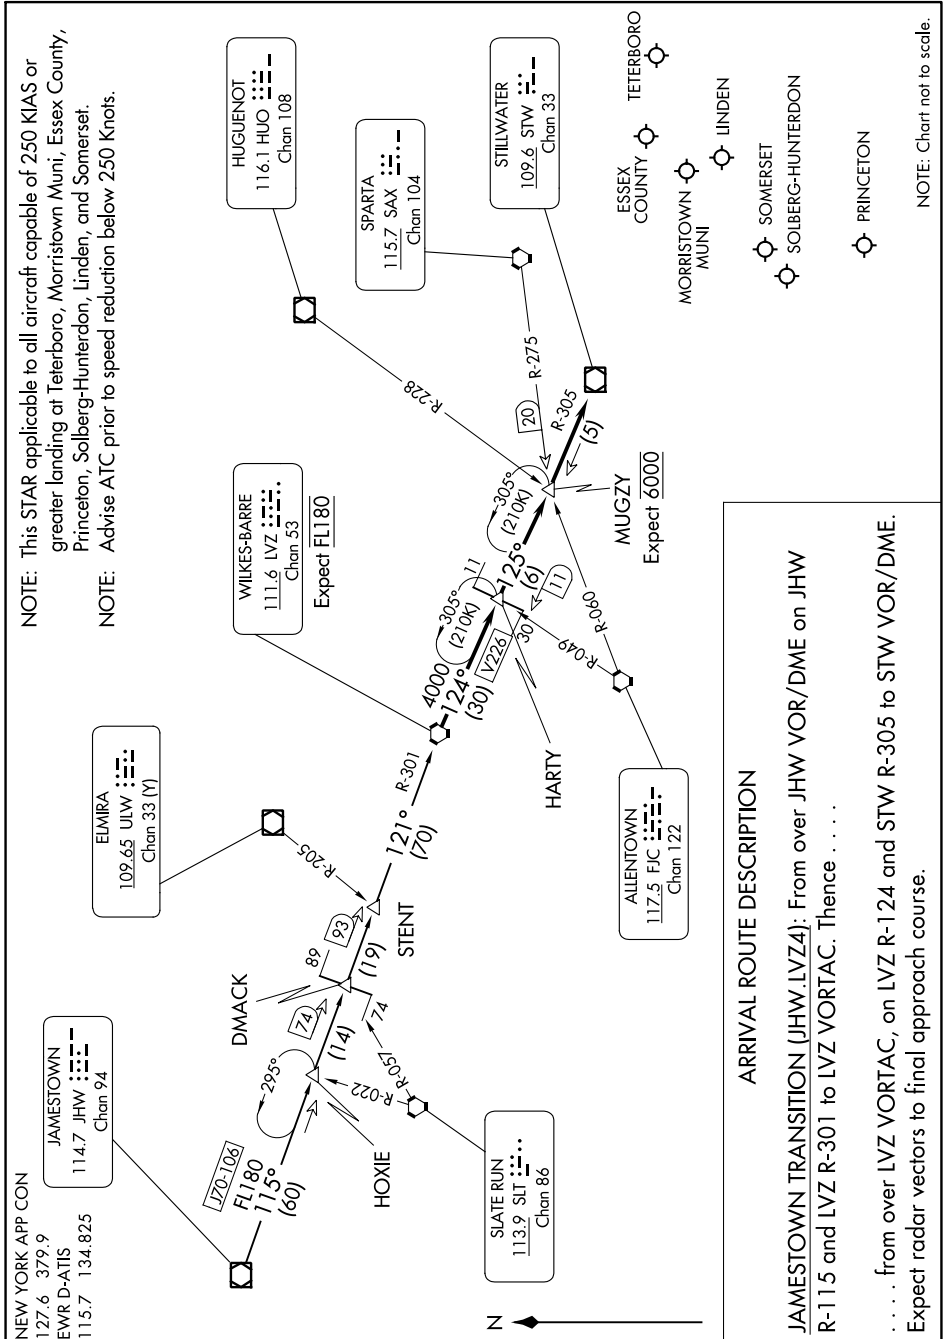 NEW YORK APP CON
127.6 379.9
EWR D-ATIS
115.7 134.825
NOTE: This STAR applicable to all aircraft capable of 250 KIAS or
greater landing at Teterboro, Morristown Muni, Essex County,
Princeton, Solberg-Hunterdon, Linden, and Somerset.
NOTE: Advise ATC prior to speed reduction below 250 Knots.
JAMESTOWN
114.7 JHW
Chan 94
ELMIRA
109.65 ULW
Chan 33 (Y)
WILKES-BARRE
111.6 LVZ
Chan 53
Expect FL180
HUGUENOT
116.1 HUO
Chan 108
SPARTA
115.7 SAX
Chan 104
STILLWATER
109.6 STW
Chan 33
J70-106
FL180
115°
(60)
295°
HOXIE
R-022
R-057
74
(14)
74
DMACK
89
(19)
93
STENT
R-205
121°
(70)
R-301
4000
124°
(30)
V226
305°
(210K)
11
30
HARTY
R-049
R-060
11
125°
(6)
305°
(210K)
MUGZY
Expect 6000
R-228
20
R-275
R-305
(5)
SLATE RUN
113.9 SLT
Chan 86
ALLENTOWN
117.5 FJC
Chan 122
TETERBORO
ESSEX
COUNTY
MORRISTOWN
MUNI
LINDEN
SOMERSET
SOLBERG-HUNTERDON
PRINCETON
N
NOTE: Chart not to scale.
ARRIVAL ROUTE DESCRIPTION
JAMESTOWN TRANSITION (JHW.LVZ4): From over JHW VOR/DME on JHW
R-115 and LVZ R-301 to LVZ VORTAC. Thence . . . .
. . . . from over LVZ VORTAC, on LVZ R-124 and STW R-305 to STW VOR/DME.
Expect radar vectors to final approach course.